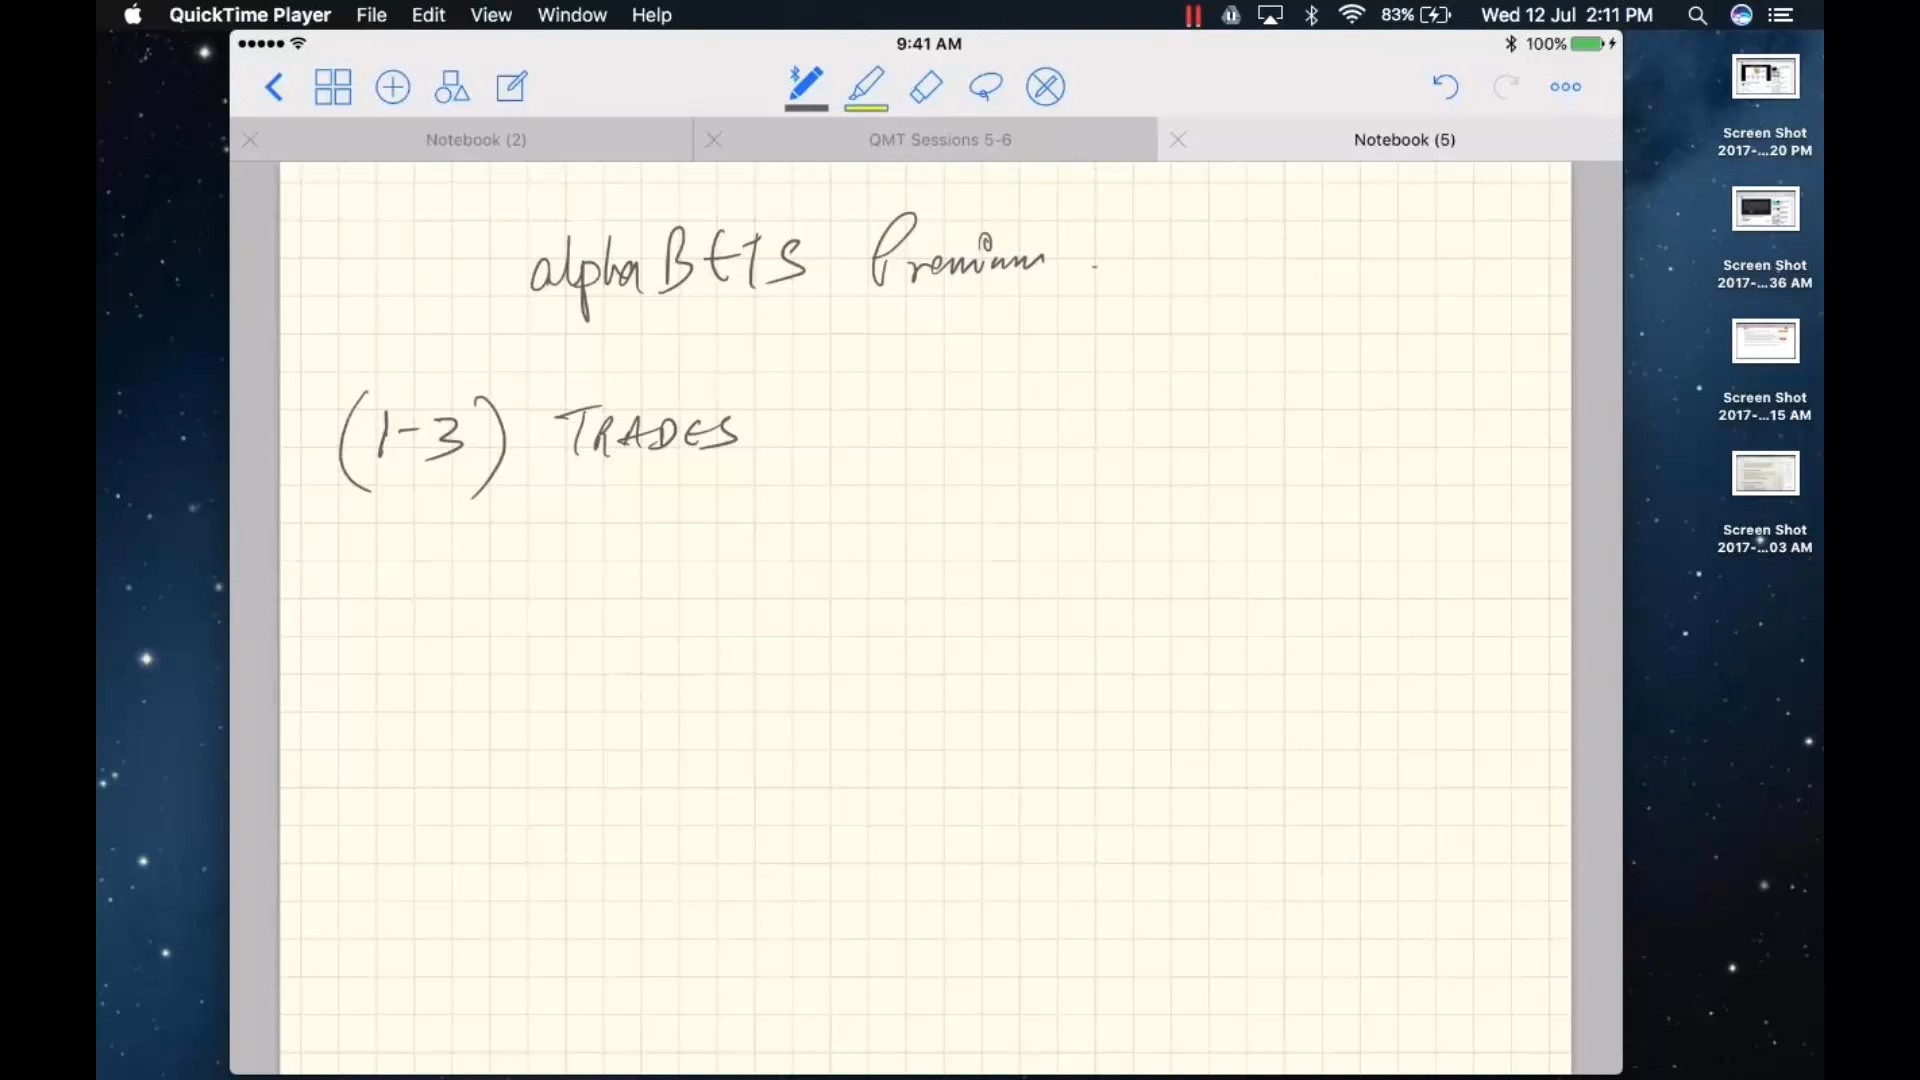 QuickTime Player File Edit View Window Help 83% Wed 12 Jul 2:11 PM
9:41 AM 100%
Notebook (2) QMT Sessions 5-6 Notebook (5)
alphaBETS Premium .
(1-3) TRADES
Screen Shot
2017-...20 PM
Screen Shot
2017-...36 AM
Screen Shot
2017-...15 AM
Screen Shot
2017-...03 AM